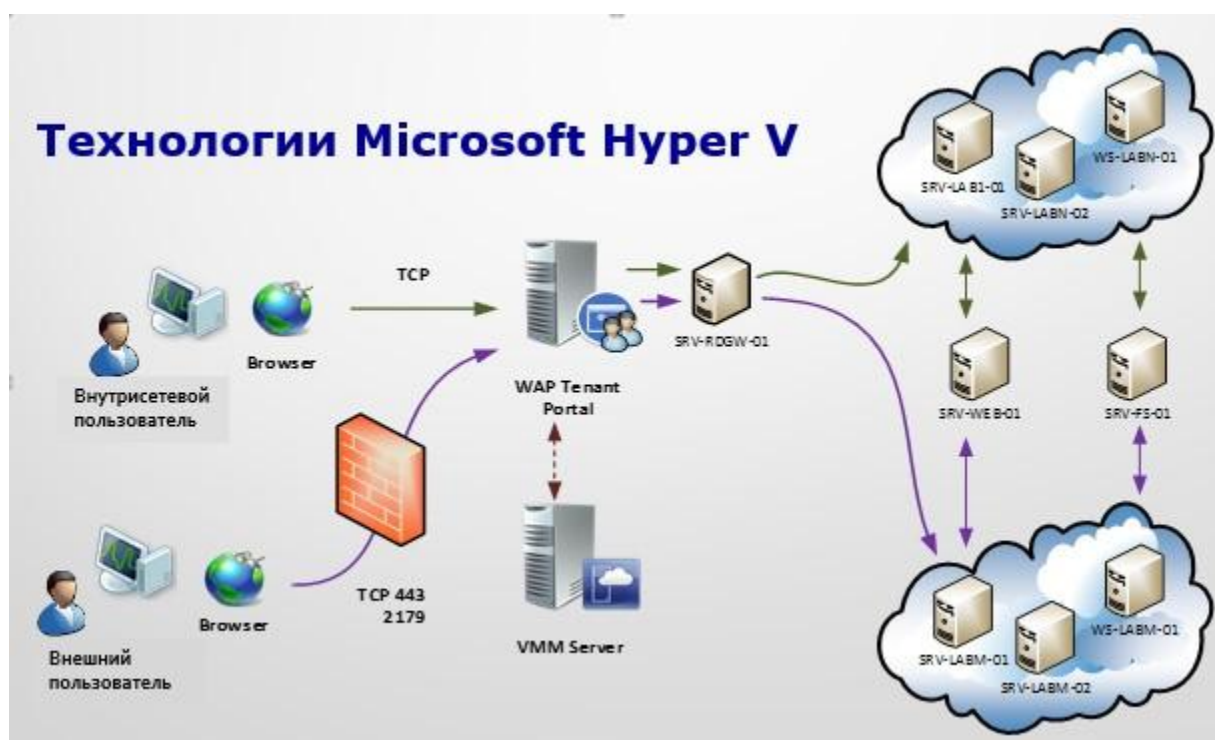 Технологии Microsoft Hyper V
WS-LABN-01
SRV-LAB1-01
SRV-LABN-02
TCP
SRV-RDGW-01
Browser
WAP Tenant
Portal
Внутрисетевой
пользователь
SRV-WEB-01
SRV-FS-01
TCP 443
2179
Browser
VMM Server
Внешний
пользователь
WS-LABM-01
SRV-LABM-01
SRV-LABM-02